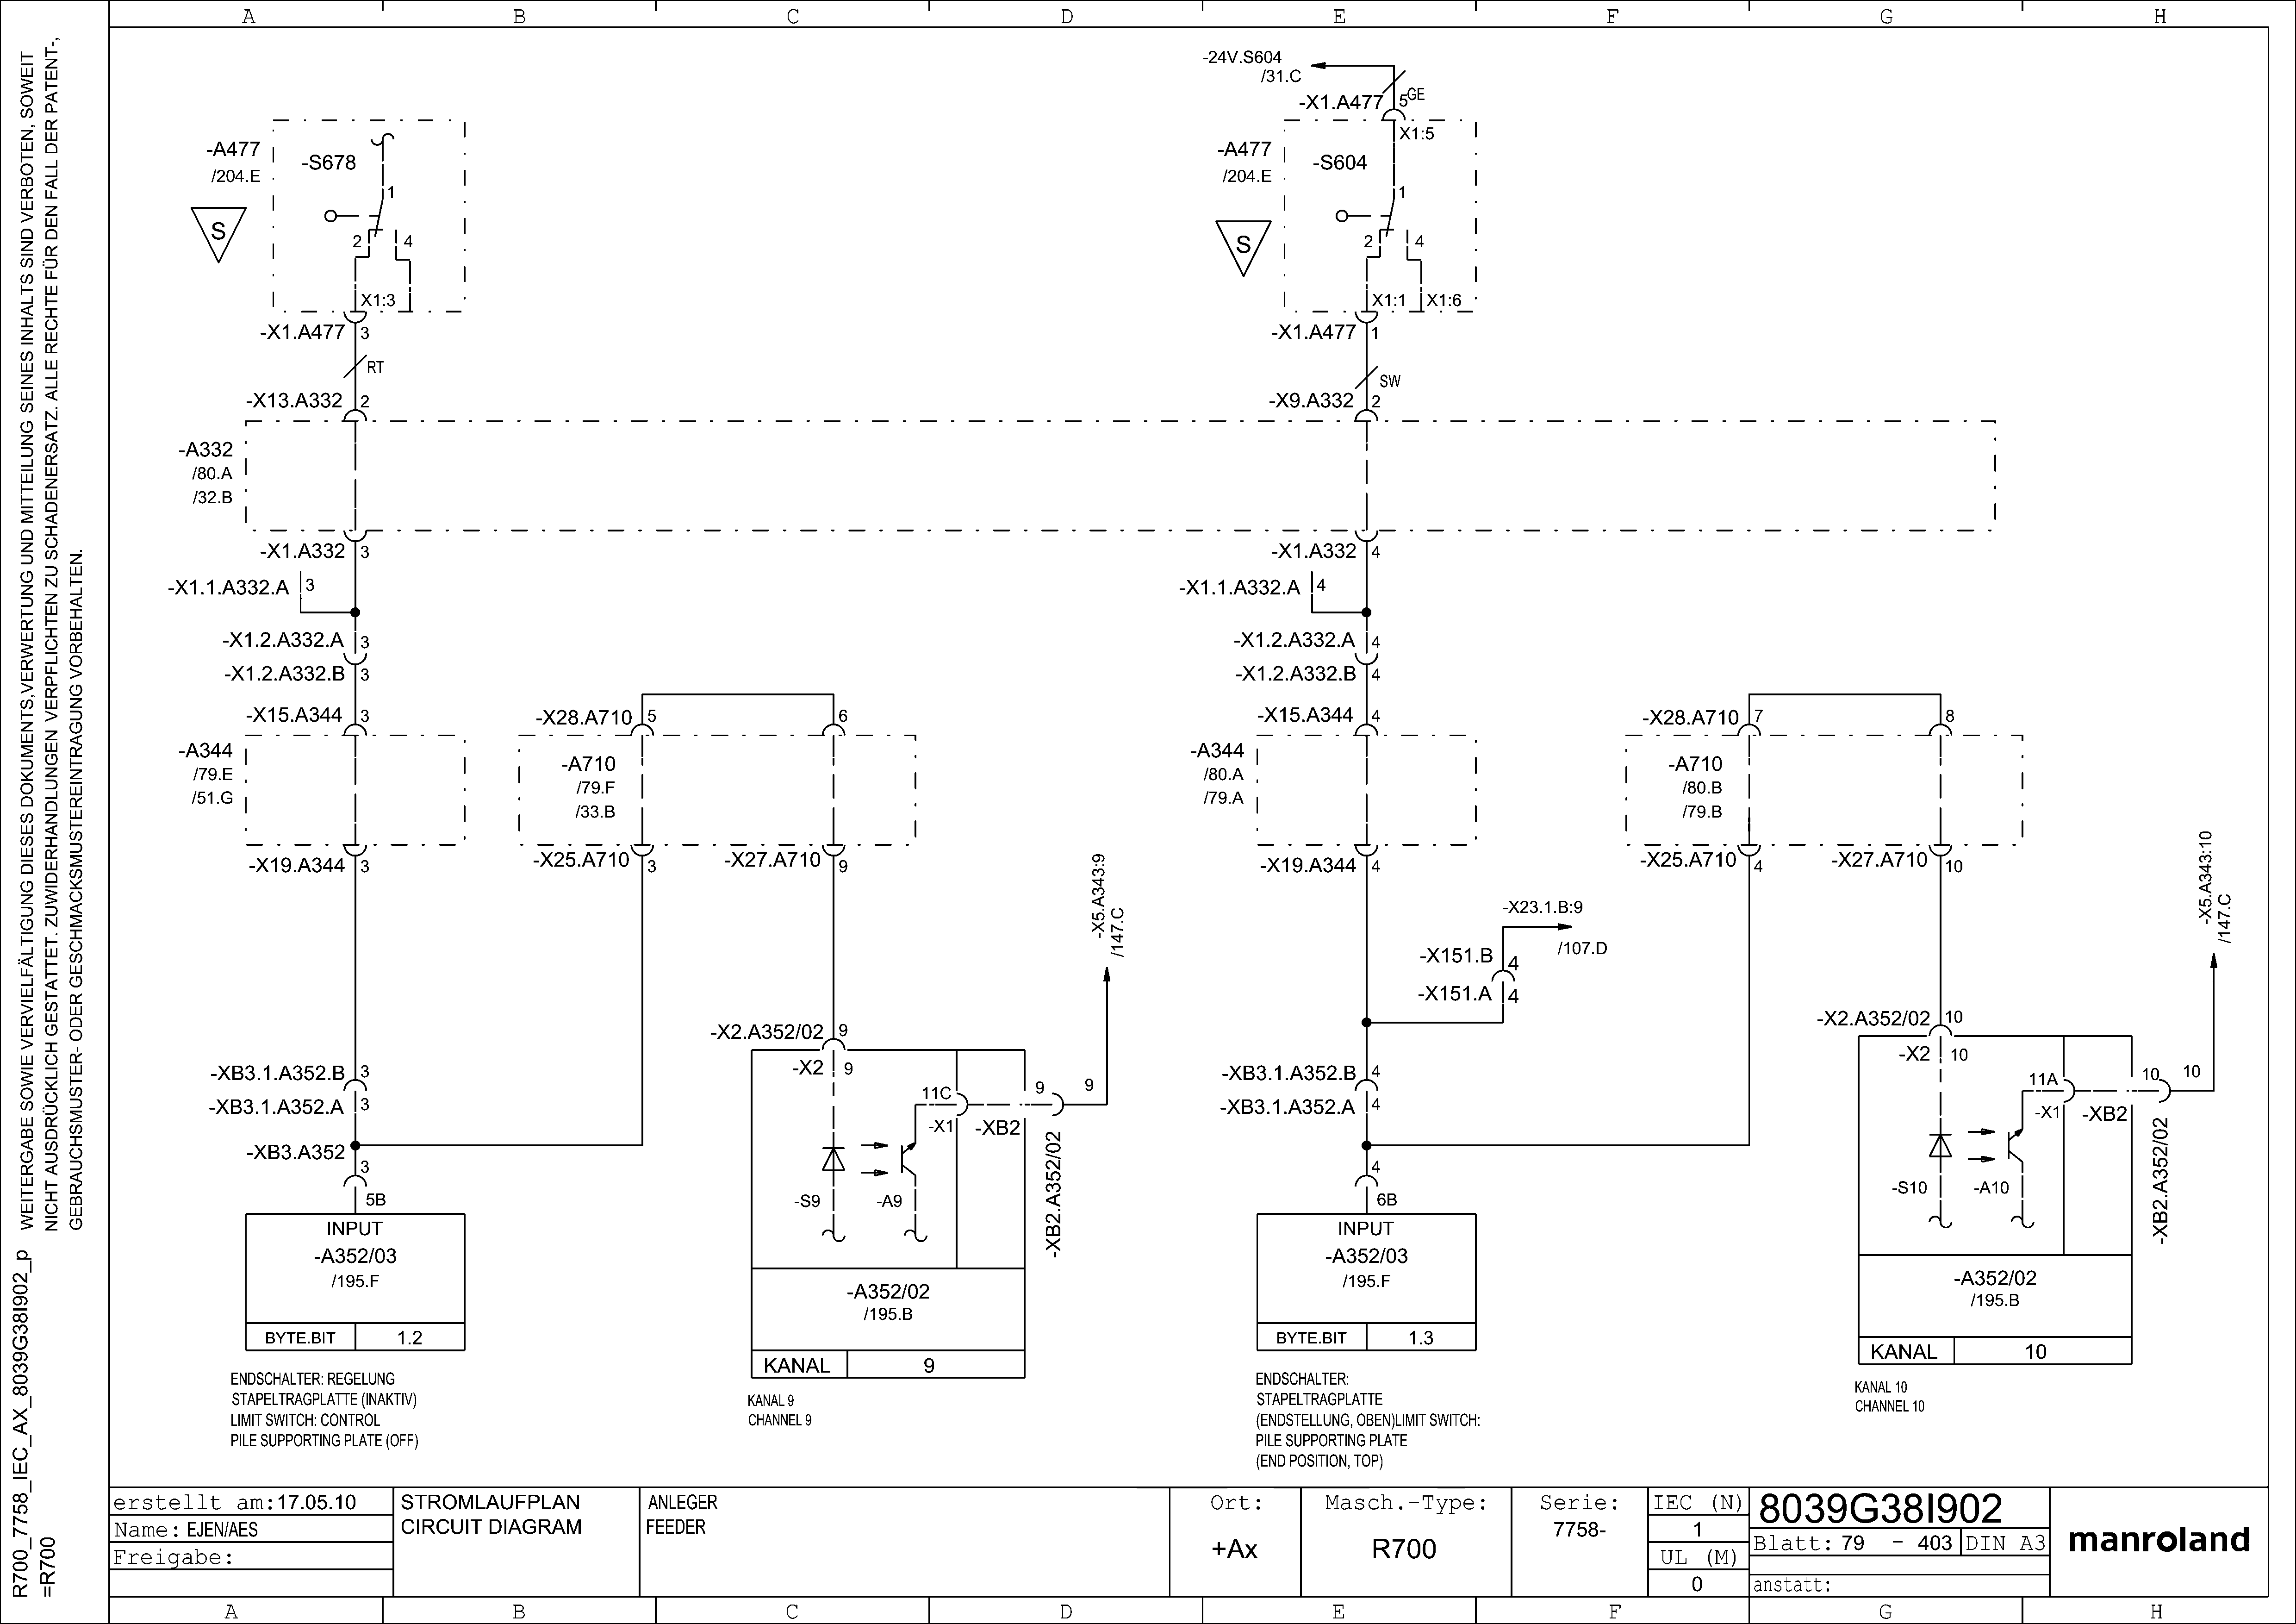 A B C D E F G H
WEITERGABE SOWIE VERVIELFÄLTIGUNG DIESES DOKUMENTS,VERWERTUNG UND MITTEILUNG SEINES INHALTS SIND VERBOTEN, SOWEIT
NICHT AUSDRÜCKLICH GESTATTET. ZUWIDERHANDLUNGEN VERPFLICHTEN ZU SCHADENERSATZ. ALLE RECHTE FÜR DEN FALL DER PATENT-,
GEBRAUCHSMUSTER- ODER GESCHMACKSMUSTEREINTRAGUNG VORBEHALTEN.
R700_7758_IEC_AX_8039G38I902_p
=R700
-A477
/204.E
S
-S678
1
2 4
X1:3
-X1.A477 3
RT
-X13.A332 2
-A332
/80.A
/32.B
-X1.A332 3
-X1.1.A332.A 3
-X1.2.A332.A 3
-X1.2.A332.B 3
-X15.A344 3
-A344
/79.E
/51.G
-X19.A344 3
-XB3.1.A352.B 3
-XB3.1.A352.A 3
-XB3.A352
3
5B
INPUT
-A352/03
/195.F
BYTE.BIT 1.2
ENDSCHALTER: REGELUNG
STAPELTRAGPLATTE (INAKTIV)
LIMIT SWITCH: CONTROL
PILE SUPPORTING PLATE (OFF)
-X28.A710 5 6
-A710
/79.F
/33.B
-X25.A710 3
-X27.A710 9
-X5.A343:9
/147.C
-X2.A352/02 9
-X2 9
11C
-X1
-XB2
9 9
-XB2.A352/02
-S9 -A9
-A352/02
/195.B
KANAL 9
KANAL 9
CHANNEL 9
-24V.S604
/31.C
-X1.A477 5 GE
X1:5
-A477
/204.E
S
-S604
1
2 4
X1:1 X1:6
-X1.A477 1
SW
-X9.A332 2
-X1.A332 4
-X1.1.A332.A 4
-X1.2.A332.A 4
-X1.2.A332.B 4
-X15.A344 4
-A344
/80.A
/79.A
-X19.A344 4
-X23.1.B:9
/107.D
-X151.B 4
-X151.A 4
-XB3.1.A352.B 4
-XB3.1.A352.A 4
4
6B
INPUT
-A352/03
/195.F
BYTE.BIT 1.3
ENDSCHALTER:
STAPELTRAGPLATTE
(ENDSTELLUNG, OBEN)LIMIT SWITCH:
PILE SUPPORTING PLATE
(END POSITION, TOP)
-X28.A710 7 8
-A710
/80.B
/79.B
-X25.A710 4
-X27.A710 10
-X5.A343:10
/147.C
-X2.A352/02 10
-X2 10
11A
-X1
-XB2
10 10
-XB2.A352/02
-S10 -A10
-A352/02
/195.B
KANAL 10
KANAL 10
CHANNEL 10
erstellt am:17.05.10
Name: EJEN/AES
Freigabe:
STROMLAUFPLAN
CIRCUIT DIAGRAM
ANLEGER
FEEDER
Ort:
+Ax
Masch.-Type:
R700
Serie:
7758-
IEC (N)
1
UL (M)
0
8039G38I902
Blatt: 79 - 403 DIN A3
anstatt:
manroland
A B C D E F G H